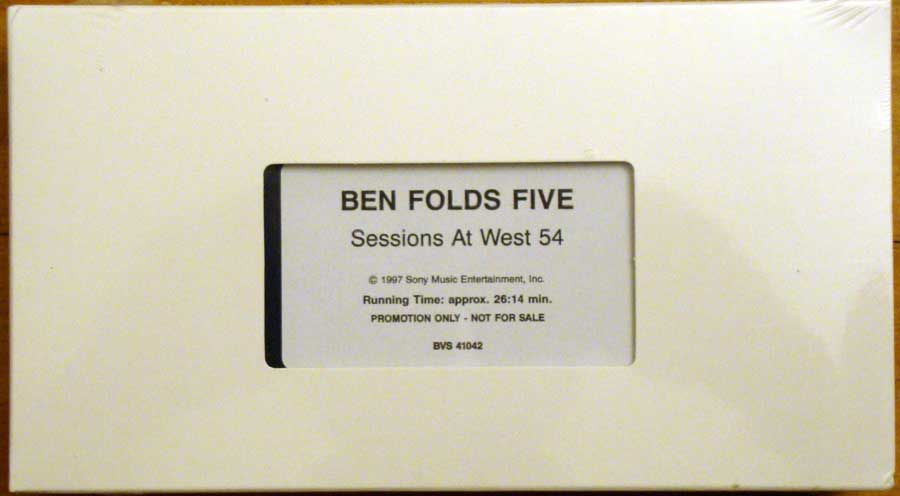 BEN FOLDS FIVE
Sessions At West 54
© 1997 Sony Music Entertainment, Inc.
Running Time: approx. 26:14 min.
PROMOTION ONLY - NOT FOR SALE
BVS 41042